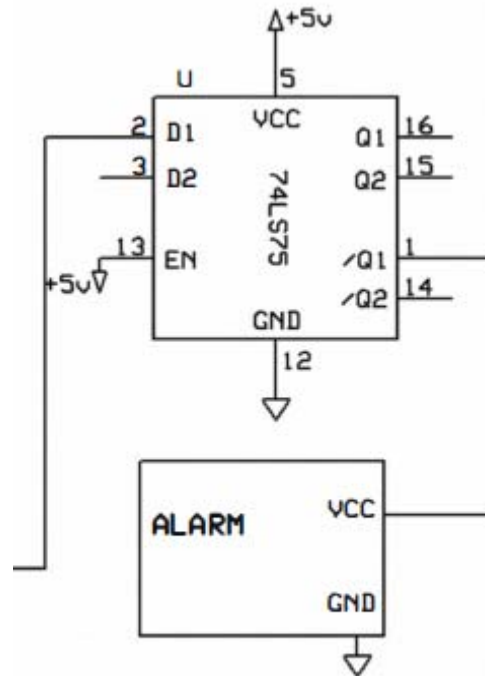 +5v
U 5
VCC
2 D1 Q1 16
3 D2 Q2 15
74LS75
13 EN /Q1 1
+5v /Q2 14
GND
12
ALARM VCC
GND